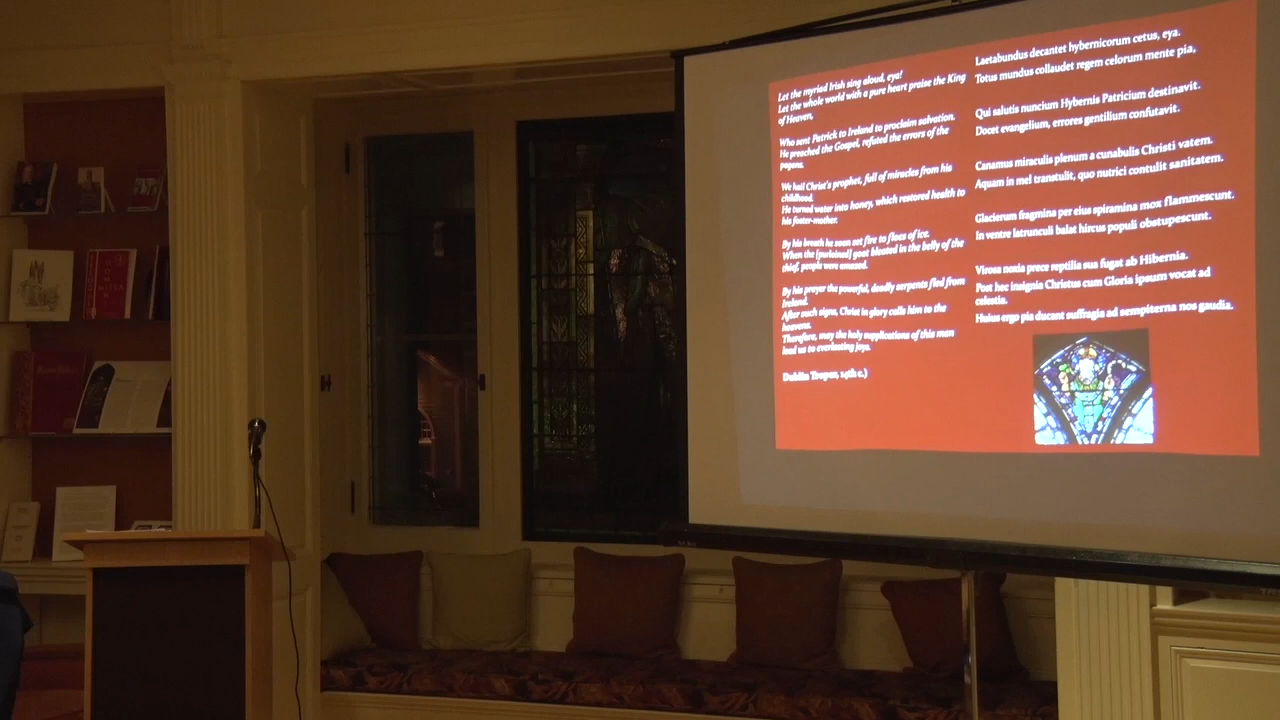 Let the myriad Irish sing aloud, eya!
Let the whole world with a pure heart praise the King
of Heaven,
Who sent Patrick to Ireland to proclaim salvation.
He preached the Gospel, refuted the errors of the
pagans.
We hail Christ's prophet, full of miracles from his
childhood.
He turned water into honey, which restored health to
his foster-mother.
By his breath he soon set fire to floes of ice.
When the [purloined] goat bleated in the belly of the
thief, people were amazed.
By his prayer the powerful, deadly serpents fled from
Ireland.
After such signs, Christ in glory calls him to the
heavens.
Therefore, may the holy supplications of this man
lead us to everlasting joys.
Dublin Troper, 14th c.)
Laetabundus decantet hybernicorum cetus, eya.
Totus mundus collaudet regem celorum mente pia,
Qui salutis nuncium Hybernis Patricium destinavit.
Docet evangelium, errores gentilium confutavit.
Canamus miraculis plenum a cunabulis Christi vatem.
Aquam in mel transtulit, quo nutrici contulit sanitatem.
Glacierum fragmina per eius spiramina mox flammescunt.
In ventre latrunculi balat hircus populi obstupescunt.
Virosa noxia prece reptilia sua fugat ab Hibernia.
Post hec insignia Christus cum Gloria ipsum vocat ad
celestia.
Huius ergo pia ducant suffragia ad sempiterna nos gaudia.